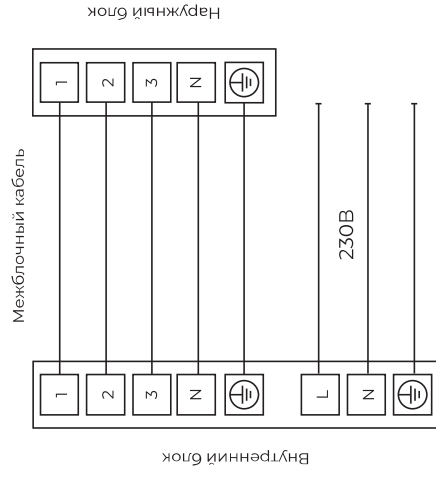 Наружный блок
1 2 3 N
Межблочный кабель
230В
1 2 3 N L N
Внутренний блок